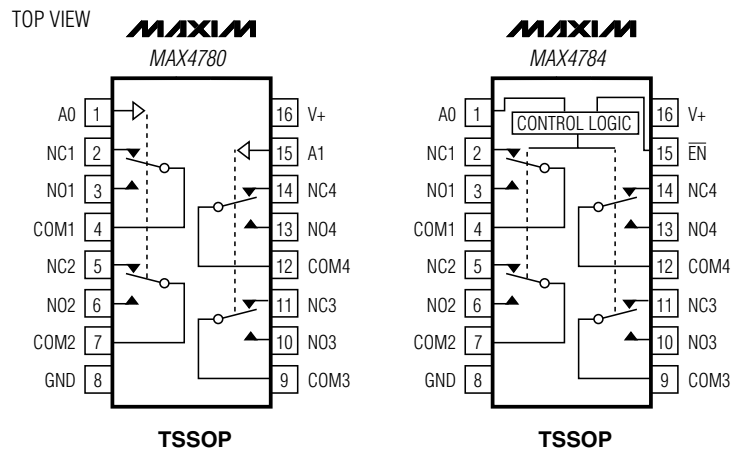 TOP VIEW
MAXIM
MAX4780
A0 1
NC1 2
NO1 3
COM1 4
NC2 5
NO2 6
COM2 7
GND 8
16 V+
15 A1
14 NC4
13 NO4
12 COM4
11 NC3
10 NO3
9 COM3
TSSOP
MAXIM
MAX4784
CONTROL LOGIC
A0 1
NC1 2
NO1 3
COM1 4
NC2 5
NO2 6
COM2 7
GND 8
16 V+
15 E̅N̅
14 NC4
13 NO4
12 COM4
11 NC3
10 NO3
9 COM3
TSSOP